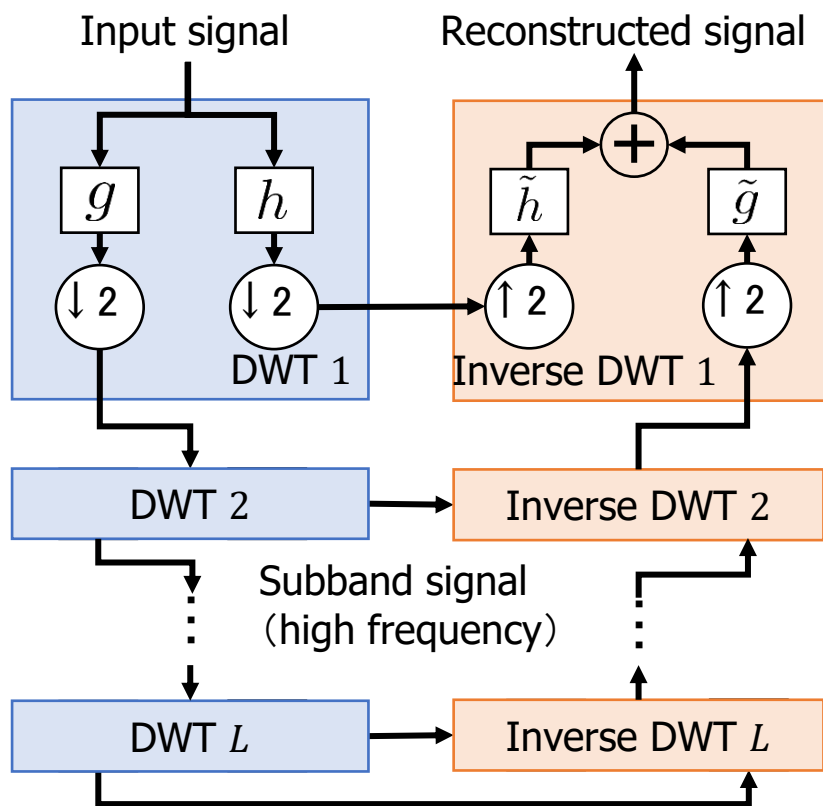 Input signal
Reconstructed signal
+
g
h
h̃
g̃
↓ 2
↓ 2
↑ 2
↑ 2
DWT 1
Inverse DWT 1
DWT 2
Inverse DWT 2
Subband signal
（high frequency）
DWT L
Inverse DWT L